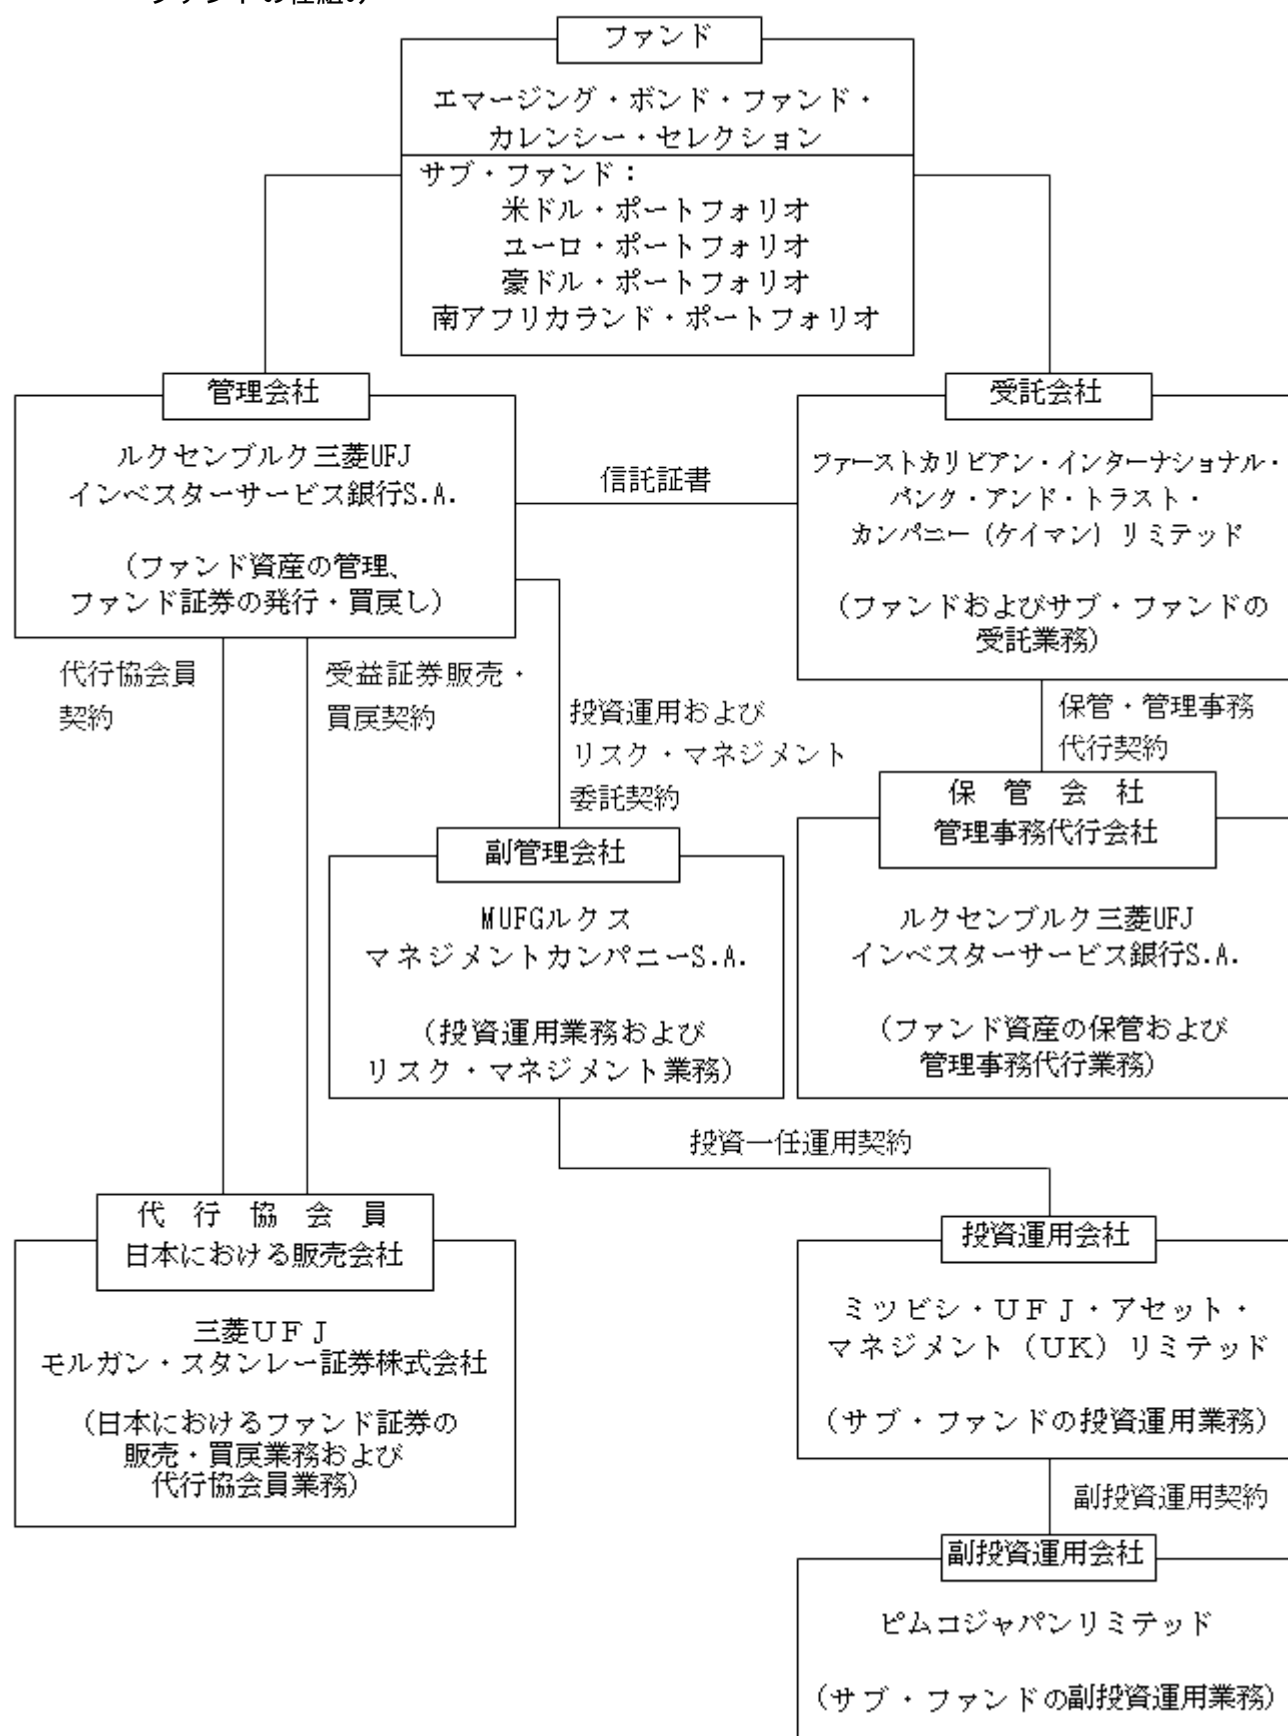 ファンドの仕組み
ファンド
エマージング・ボンド・ファンド・
カレンシー・セレクション
サブ・ファンド：
米ドル・ポートフォリオ
ユーロ・ポートフォリオ
豪ドル・ポートフォリオ
南アフリカランド・ポートフォリオ
管理会社
ルクセンブルク三菱UFJ
インベスターサービス銀行S.A.
（ファンド資産の管理、
ファンド証券の発行・買戻し）
信託証書
受託会社
ファーストカリビアン・インターナショナル・
バンク・アンド・トラスト・
カンパニー（ケイマン）リミテッド
（ファンドおよびサブ・ファンドの
受託業務）
代行協会員
契約
受益証券販売・
買戻契約
投資運用および
リスク・マネジメント
委託契約
保管・管理事務
代行契約
副管理会社
MUFGルクス
マネジメントカンパニーS.A.
（投資運用業務および
リスク・マネジメント業務）
保管会社
管理事務代行会社
ルクセンブルク三菱UFJ
インベスターサービス銀行S.A.
（ファンド資産の保管および
管理事務代行業務）
投資一任運用契約
代行協会員
日本における販売会社
三菱ＵＦＪ
モルガン・スタンレー証券株式会社
（日本におけるファンド証券の
販売・買戻業務および
代行協会員業務）
投資運用会社
ミツビシ・ＵＦＪ・アセット・
マネジメント（ＵＫ）リミテッド
（サブ・ファンドの投資運用業務）
副投資運用契約
副投資運用会社
ピムコジャパンリミテッド
（サブ・ファンドの副投資運用業務）